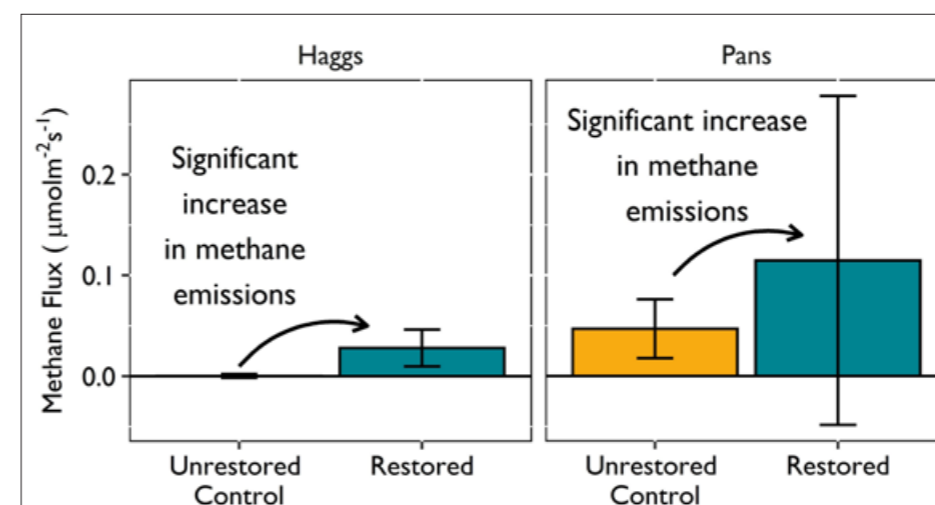 Haggs
Pans
Methane Flux ( μmolm⁻²s⁻¹)
0.2
0.1
0.0
Significant
increase
in methane
emissions
Significant increase
in methane
emissions
Unrestored
Control
Restored
Unrestored
Control
Restored